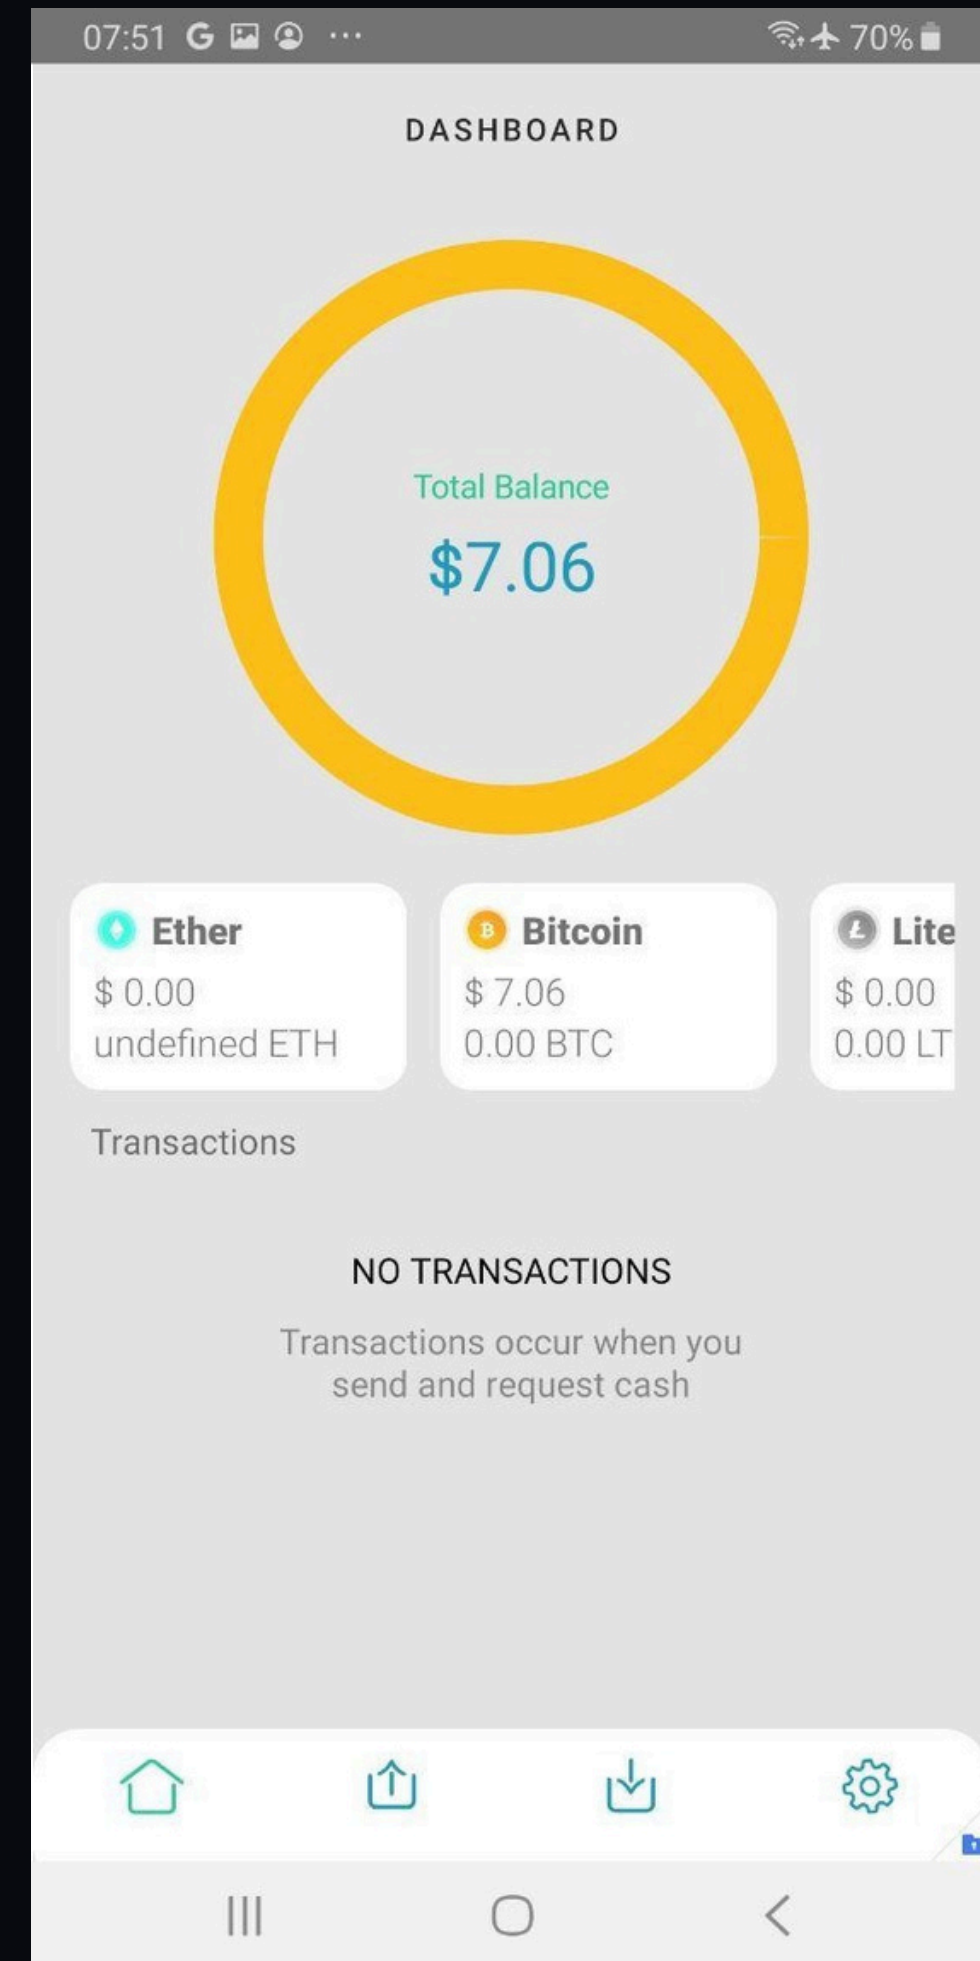 07:51 G ... 70%
DASHBOARD
Total Balance
$7.06
Ether
$ 0.00
undefined ETH
Bitcoin
$ 7.06
0.00 BTC
Lite
$ 0.00
0.00 LT
Transactions
NO TRANSACTIONS
Transactions occur when you
send and request cash